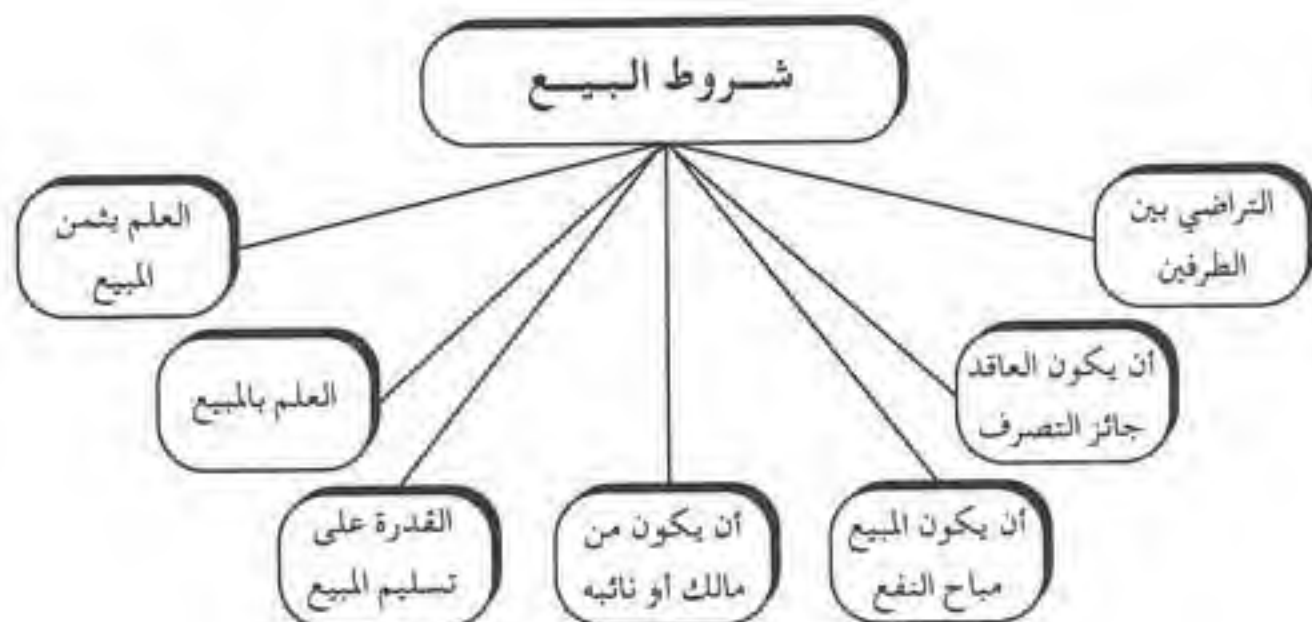 شروط البيع
التراضي بين
الطرفين
أن يكون العاقد
جائز التصرف
أن يكون المبيع
مباح النفع
أن يكون من
مالك أو نائبه
القدرة على
تسليم المبيع
العلم بالمبيع
العلم بثمن
المبيع